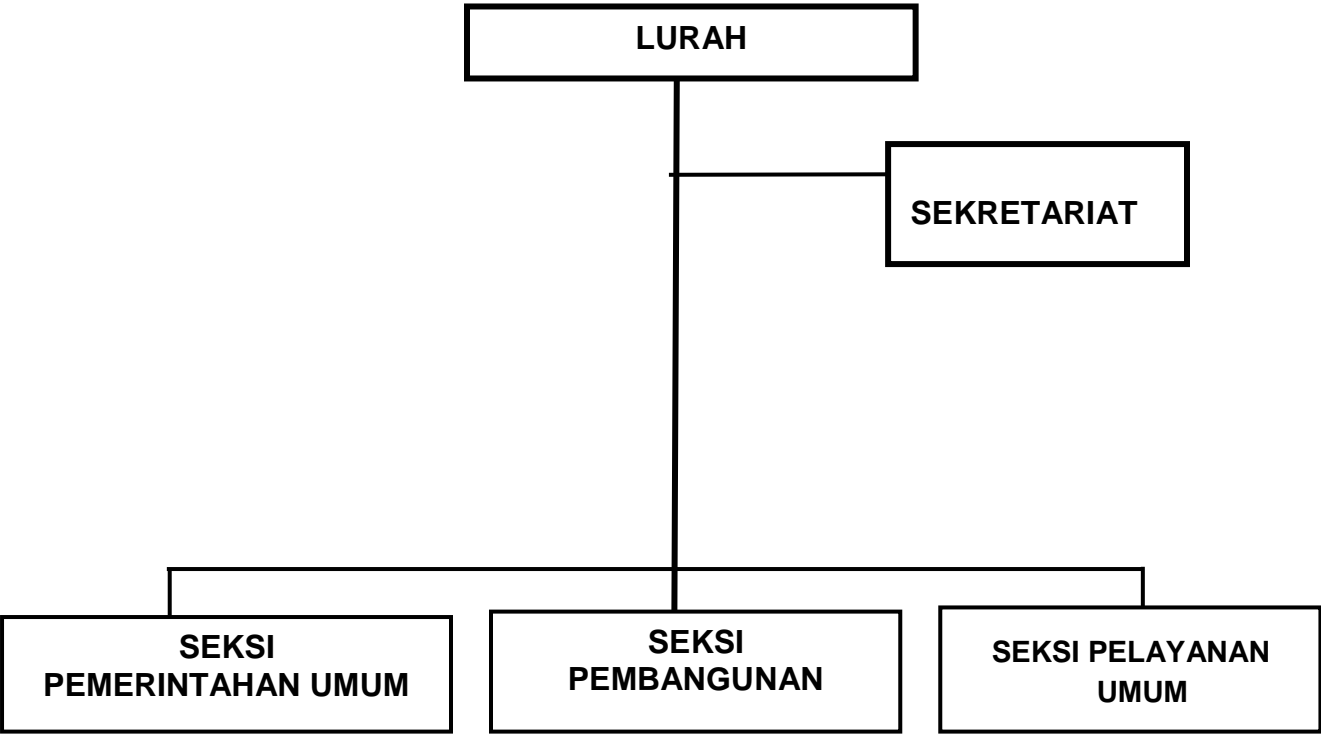 LURAH
SEKRETARIAT
SEKSI
PEMERINTAHAN UMUM
SEKSI
PEMBANGUNAN
SEKSI PELAYANAN
UMUM